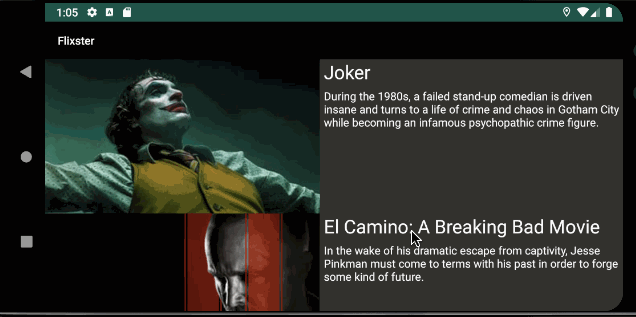 1:05
Flixster
Joker
During the 1980s, a failed stand-up comedian is driven
insane and turns to a life of crime and chaos in Gotham City
while becoming an infamous psychopathic crime figure.
El Camino: A Breaking Bad Movie
In the wake of his dramatic escape from captivity, Jesse
Pinkman must come to terms with his past in order to forge
some kind of future.